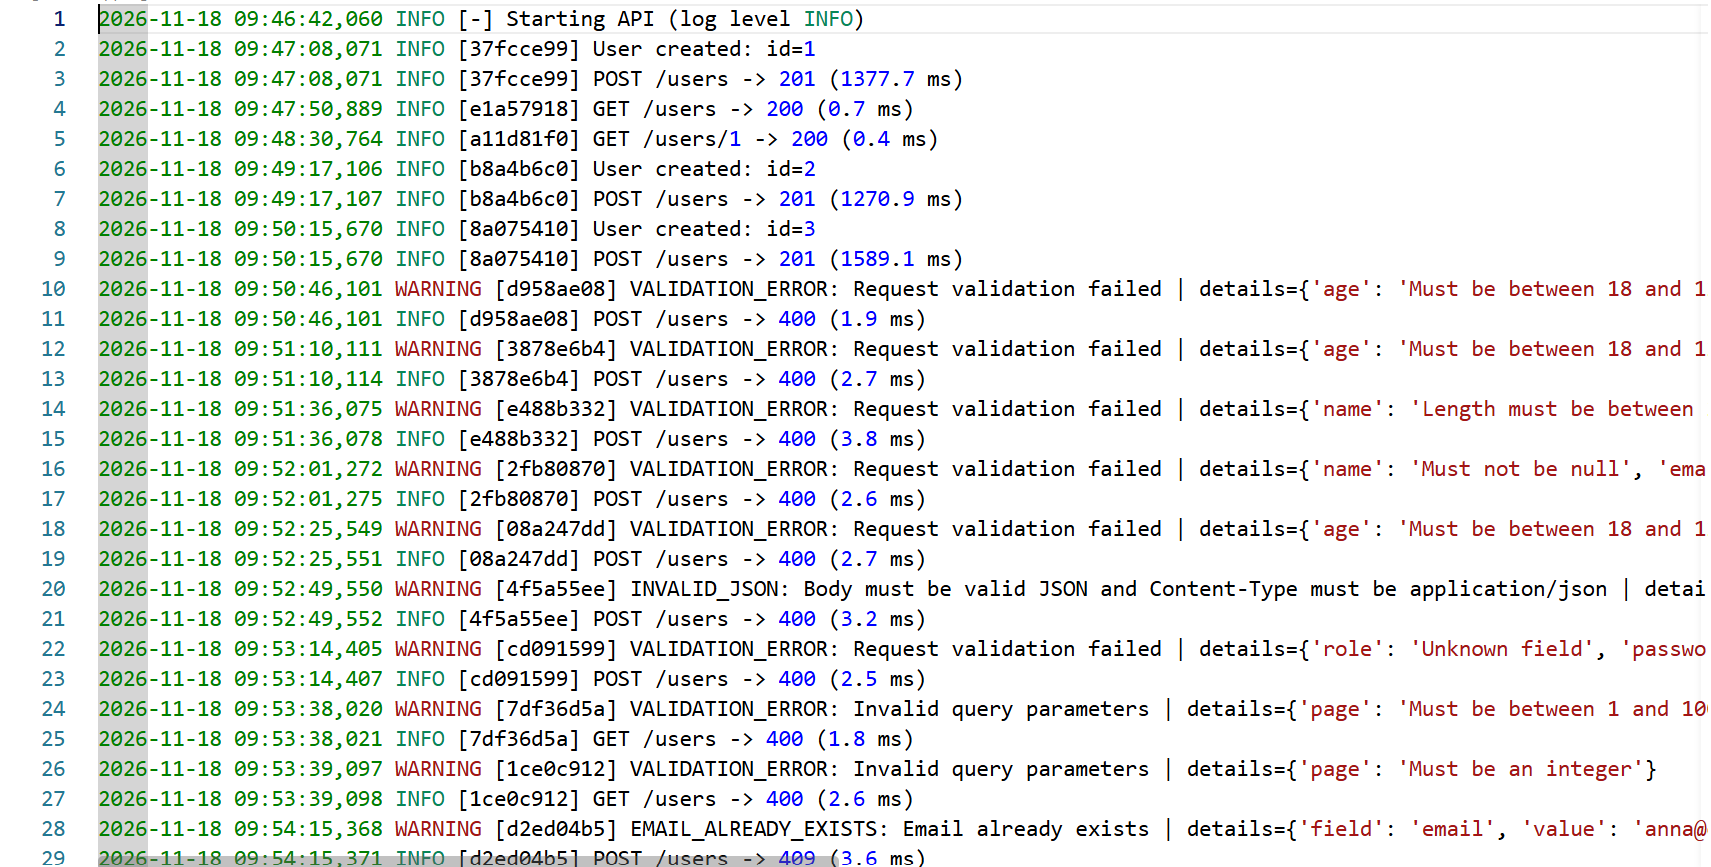 1 2026-11-18 09:46:42,060 INFO [-] Starting API (log level INFO)
2 2026-11-18 09:47:08,071 INFO [37fcce99] User created: id=1
3 2026-11-18 09:47:08,071 INFO [37fcce99] POST /users -> 201 (1377.7 ms)
4 2026-11-18 09:47:50,889 INFO [e1a57918] GET /users -> 200 (0.7 ms)
5 2026-11-18 09:48:30,764 INFO [a11d81f0] GET /users/1 -> 200 (0.4 ms)
6 2026-11-18 09:49:17,106 INFO [b8a4b6c0] User created: id=2
7 2026-11-18 09:49:17,107 INFO [b8a4b6c0] POST /users -> 201 (1270.9 ms)
8 2026-11-18 09:50:15,670 INFO [8a075410] User created: id=3
9 2026-11-18 09:50:15,670 INFO [8a075410] POST /users -> 201 (1589.1 ms)
10 2026-11-18 09:50:46,101 WARNING [d958ae08] VALIDATION_ERROR: Request validation failed | details={'age': 'Must be between 18 and 1
11 2026-11-18 09:50:46,101 INFO [d958ae08] POST /users -> 400 (1.9 ms)
12 2026-11-18 09:51:10,111 WARNING [3878e6b4] VALIDATION_ERROR: Request validation failed | details={'age': 'Must be between 18 and 1
13 2026-11-18 09:51:10,114 INFO [3878e6b4] POST /users -> 400 (2.7 ms)
14 2026-11-18 09:51:36,075 WARNING [e488b332] VALIDATION_ERROR: Request validation failed | details={'name': 'Length must be between
15 2026-11-18 09:51:36,078 INFO [e488b332] POST /users -> 400 (3.8 ms)
16 2026-11-18 09:52:01,272 WARNING [2fb80870] VALIDATION_ERROR: Request validation failed | details={'name': 'Must not be null', 'ema
17 2026-11-18 09:52:01,275 INFO [2fb80870] POST /users -> 400 (2.6 ms)
18 2026-11-18 09:52:25,549 WARNING [08a247dd] VALIDATION_ERROR: Request validation failed | details={'age': 'Must be between 18 and 1
19 2026-11-18 09:52:25,551 INFO [08a247dd] POST /users -> 400 (2.7 ms)
20 2026-11-18 09:52:49,550 WARNING [4f5a55ee] INVALID_JSON: Body must be valid JSON and Content-Type must be application/json | detai
21 2026-11-18 09:52:49,552 INFO [4f5a55ee] POST /users -> 400 (3.2 ms)
22 2026-11-18 09:53:14,405 WARNING [cd091599] VALIDATION_ERROR: Request validation failed | details={'role': 'Unknown field', 'passwo
23 2026-11-18 09:53:14,407 INFO [cd091599] POST /users -> 400 (2.5 ms)
24 2026-11-18 09:53:38,020 WARNING [7df36d5a] VALIDATION_ERROR: Invalid query parameters | details={'page': 'Must be between 1 and 10
25 2026-11-18 09:53:38,021 INFO [7df36d5a] GET /users -> 400 (1.8 ms)
26 2026-11-18 09:53:39,097 WARNING [1ce0c912] VALIDATION_ERROR: Invalid query parameters | details={'page': 'Must be an integer'}
27 2026-11-18 09:53:39,098 INFO [1ce0c912] GET /users -> 400 (2.6 ms)
28 2026-11-18 09:54:15,368 WARNING [d2ed04b5] EMAIL_ALREADY_EXISTS: Email already exists | details={'field': 'email', 'value': 'anna@
29 2026-11-18 09:54:15,371 INFO [d2ed04b5] POST /users -> 409 (3.6 ms)